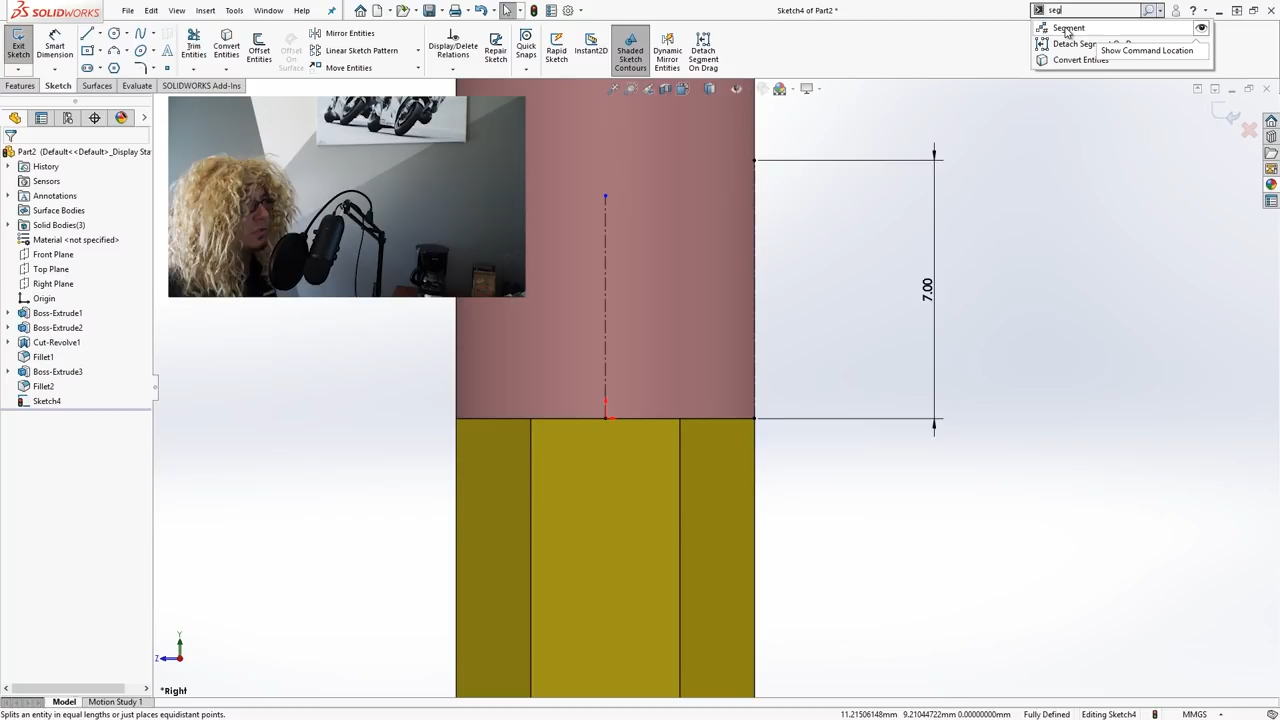 SOLIDWORKS File Edit View Insert Tools Window Sketch4 of Part2 * seg
Segment
Detach Seg
Show Command Location
Convert Entities
Exit Sketch Smart Dimension Trim Entities Convert Entities Offset Entities Offset On Surface Mirror Entities Linear Sketch Pattern Move Entities Display/Delete Relations Repair Sketch Quick Snaps Rapid Sketch Instant2D Shaded Sketch Contours Dynamic Mirror Entities Detach Segment On Drag
Features Sketch Surfaces Evaluate SOLIDWORKS Add-Ins
Part2 (Default<<Default>_Display Sta
History
Sensors
Annotations
Surface Bodies
Solid Bodies(3)
Material <not specified>
Front Plane
Top Plane
Right Plane
Origin
Boss-Extrude1
Boss-Extrude2
Cut-Revolve1
Fillet1
Boss-Extrude3
Fillet2
Sketch4
7.00
Y
Z
*Right
Model Motion Study 1
Splits an entity in equal lengths or just places equidistant points. 11.21506148mm 9.21044722mm 0.00000000mm Fully Defined Editing Sketch4 MMGS